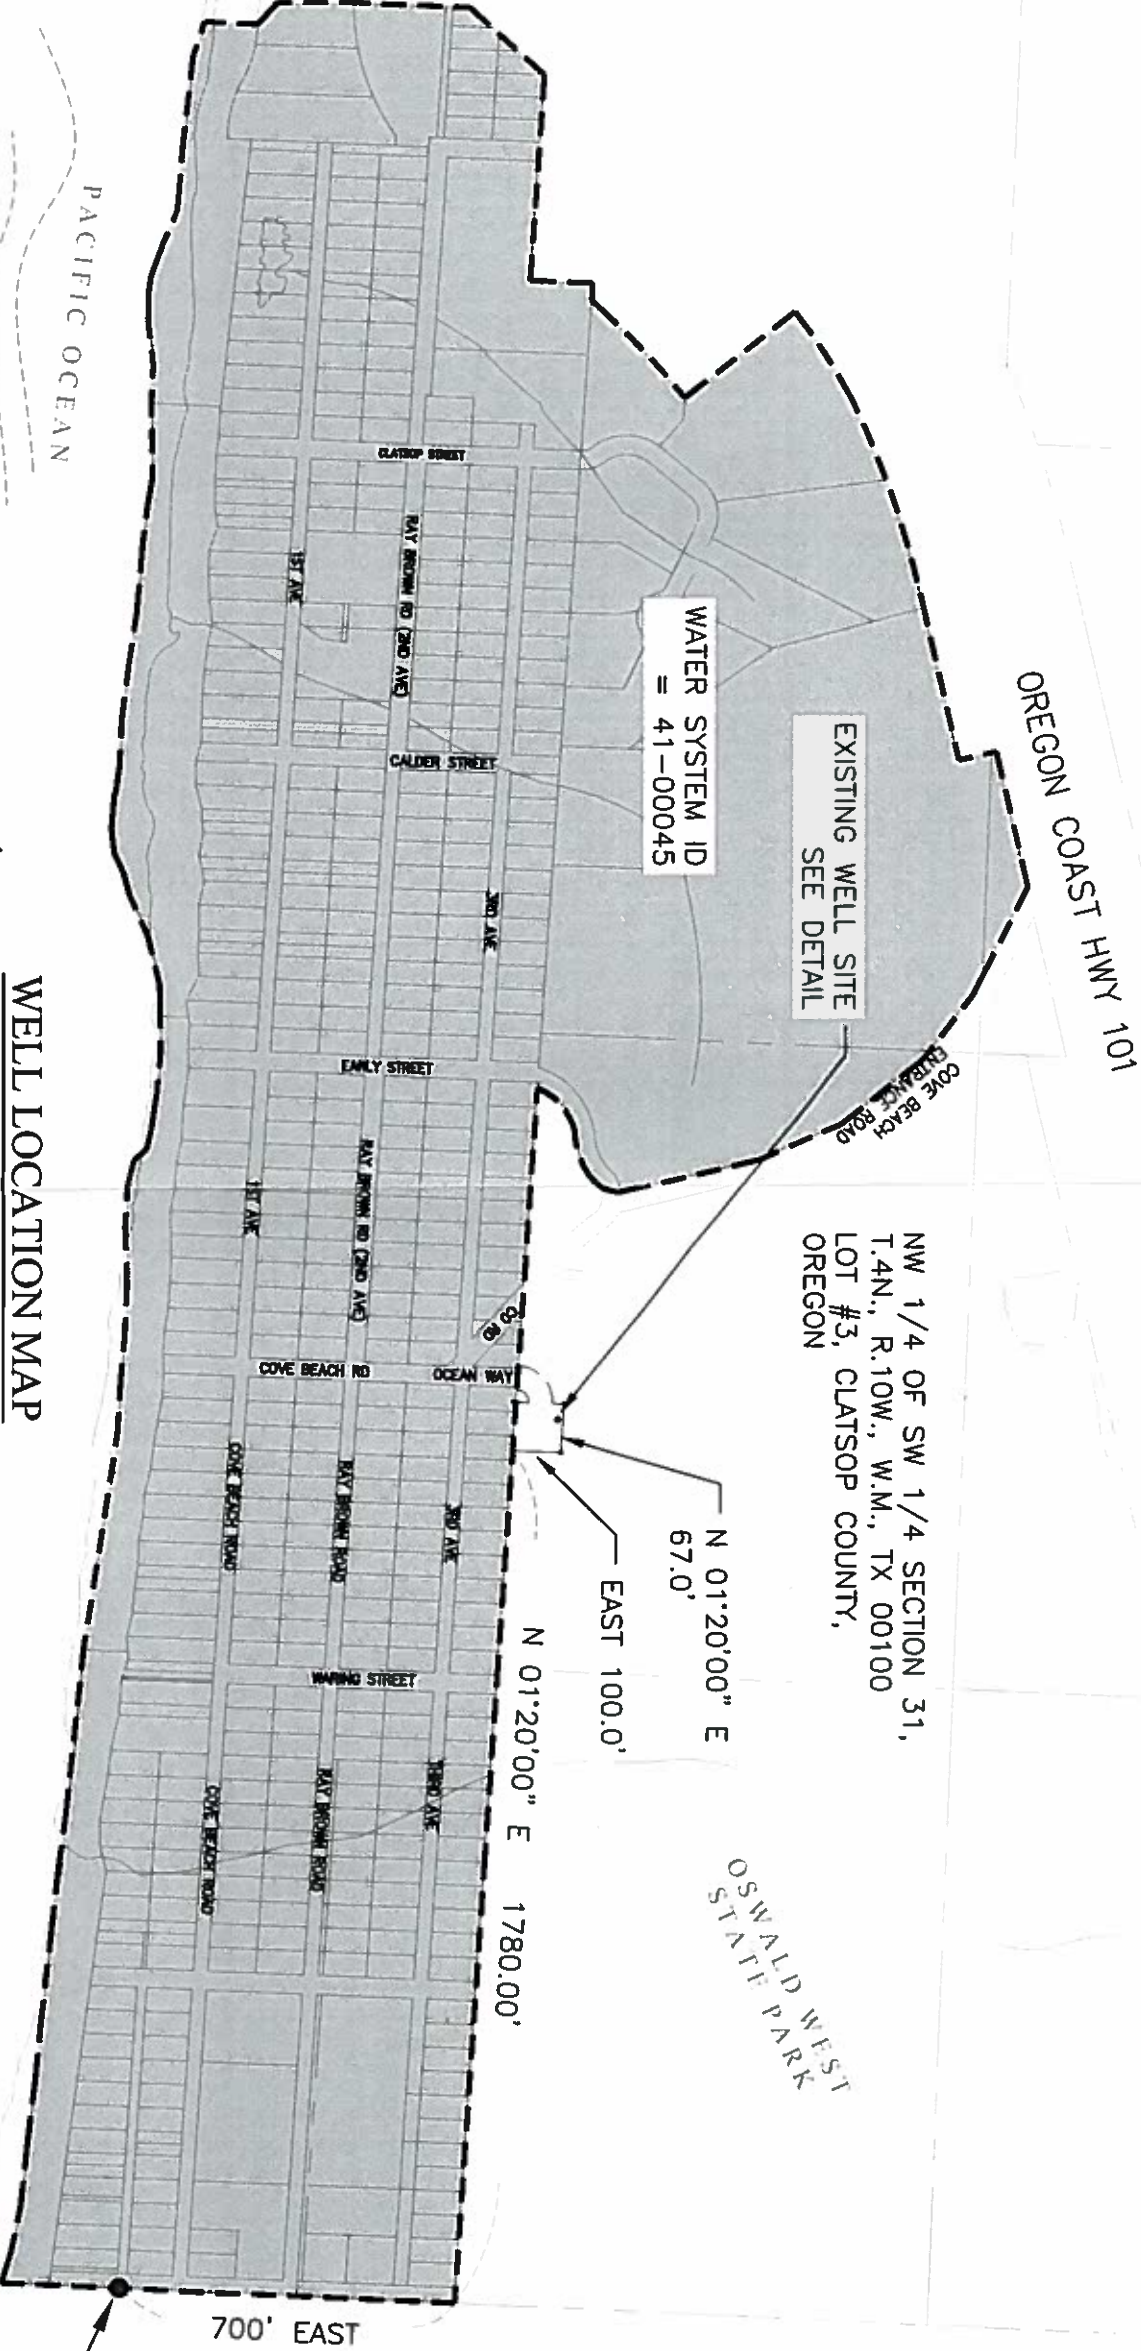 OREGON COAST HWY 101
COVE BEACH
ENTRANCE ROAD
NW 1/4 OF SW 1/4 SECTION 31,
T.4N., R.10W., W.M., TX 00100
LOT #3, CLATSOP COUNTY,
OREGON
EXISTING WELL SITE
SEE DETAIL
WATER SYSTEM ID
= 41-00045
OSWALD WEST
STATE PARK
N 01°20'00" E
67.0'
EAST 100.0'
N 01°20'00" E 1780.00'
CLATSOP STREET
RAY BROWN RD (2ND AVE)
1ST AVE
CALDER STREET
3RD AVE
EARLY STREET
RAY BROWN RD (2ND AVE)
1ST AVE
CO RD
OCEAN WAY
COVE BEACH RD
3RD AVE
RAY BROWN ROAD
COVE BEACH ROAD
WARING STREET
THIRD AVE
RAY BROWN ROAD
COVE BEACH ROAD
700' EAST
PACIFIC OCEAN
WELL LOCATION MAP